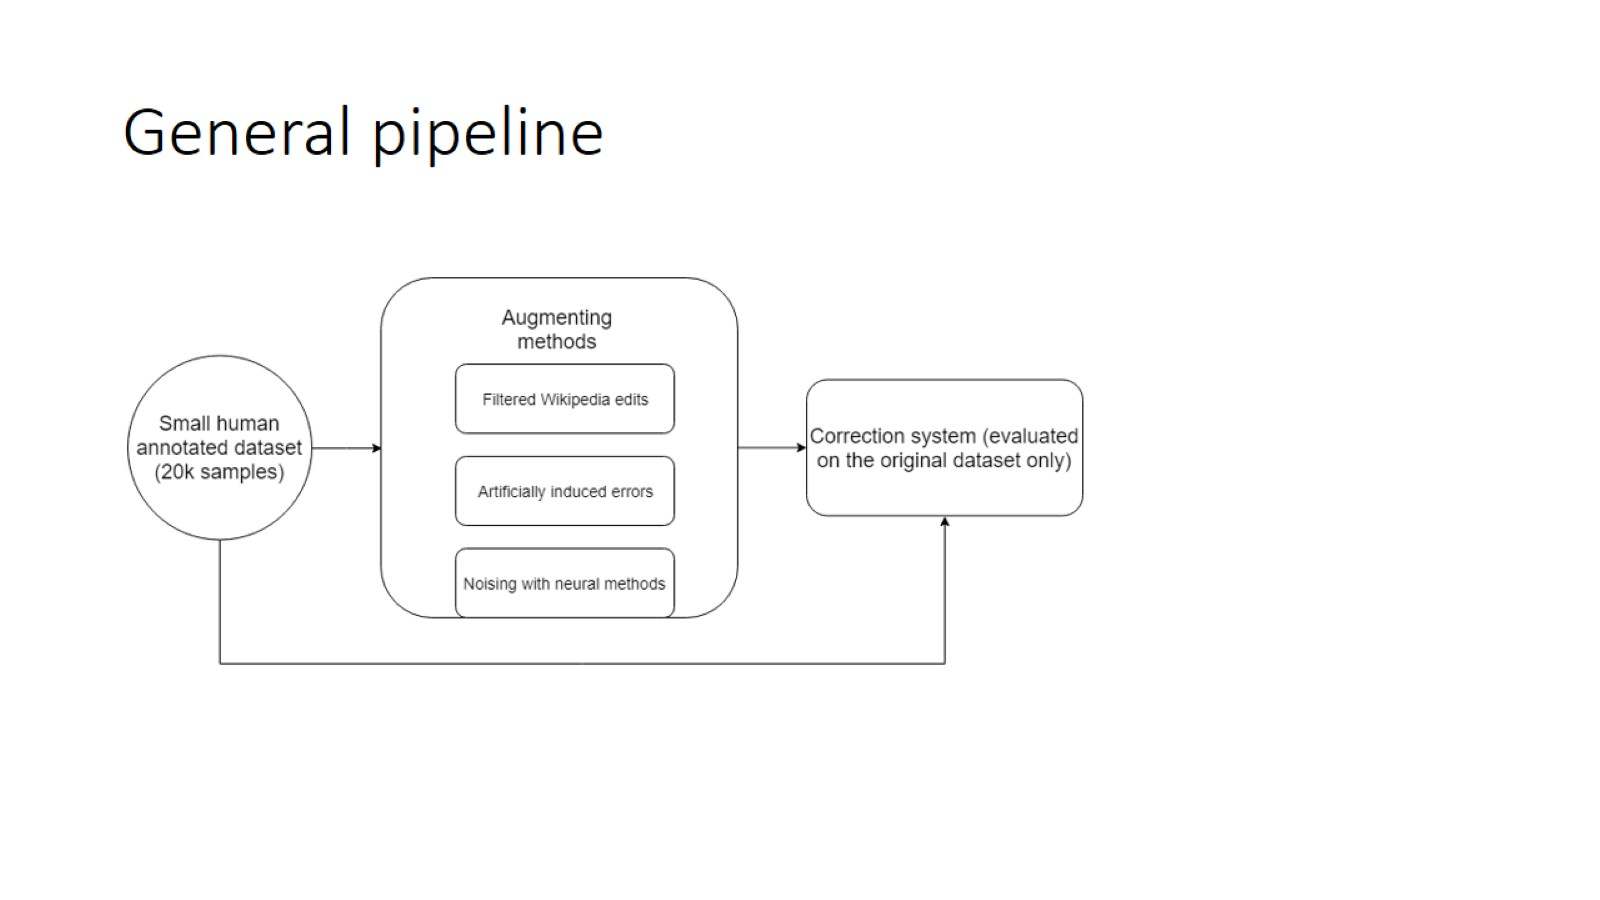 General pipeline
Augmenting
methods
Small human
annotated dataset
(20k samples)
Filtered Wikipedia edits
Artificially induced errors
Noising with neural methods
Correction system (evaluated
on the original dataset only)